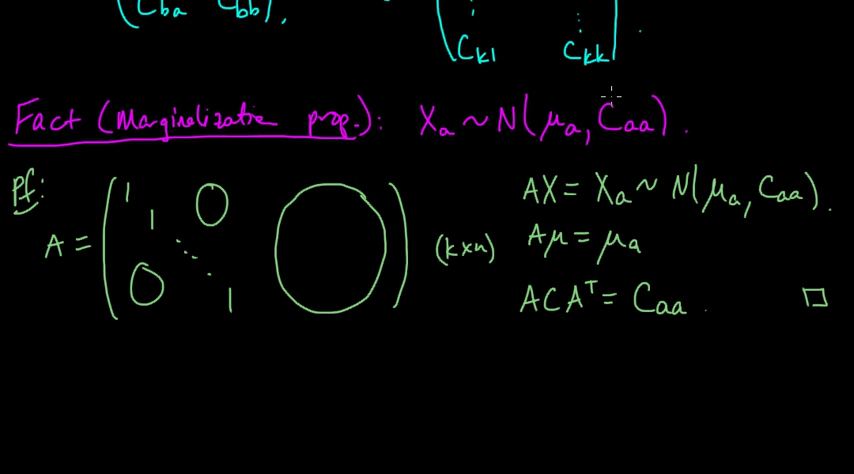 ( Cba Cbb ), ( ⋮ ⋮
Ck1 Ckk ) .
Fact (Marginalization prop.): Xa ~ N(μa, Caa) .
Pf:
A = ( 1 1 ⋱ 1 0 0 0 ) (k×n)
AX = Xa ~ N(μa, Caa) .
Aμ = μa
ACAᵀ = Caa . □